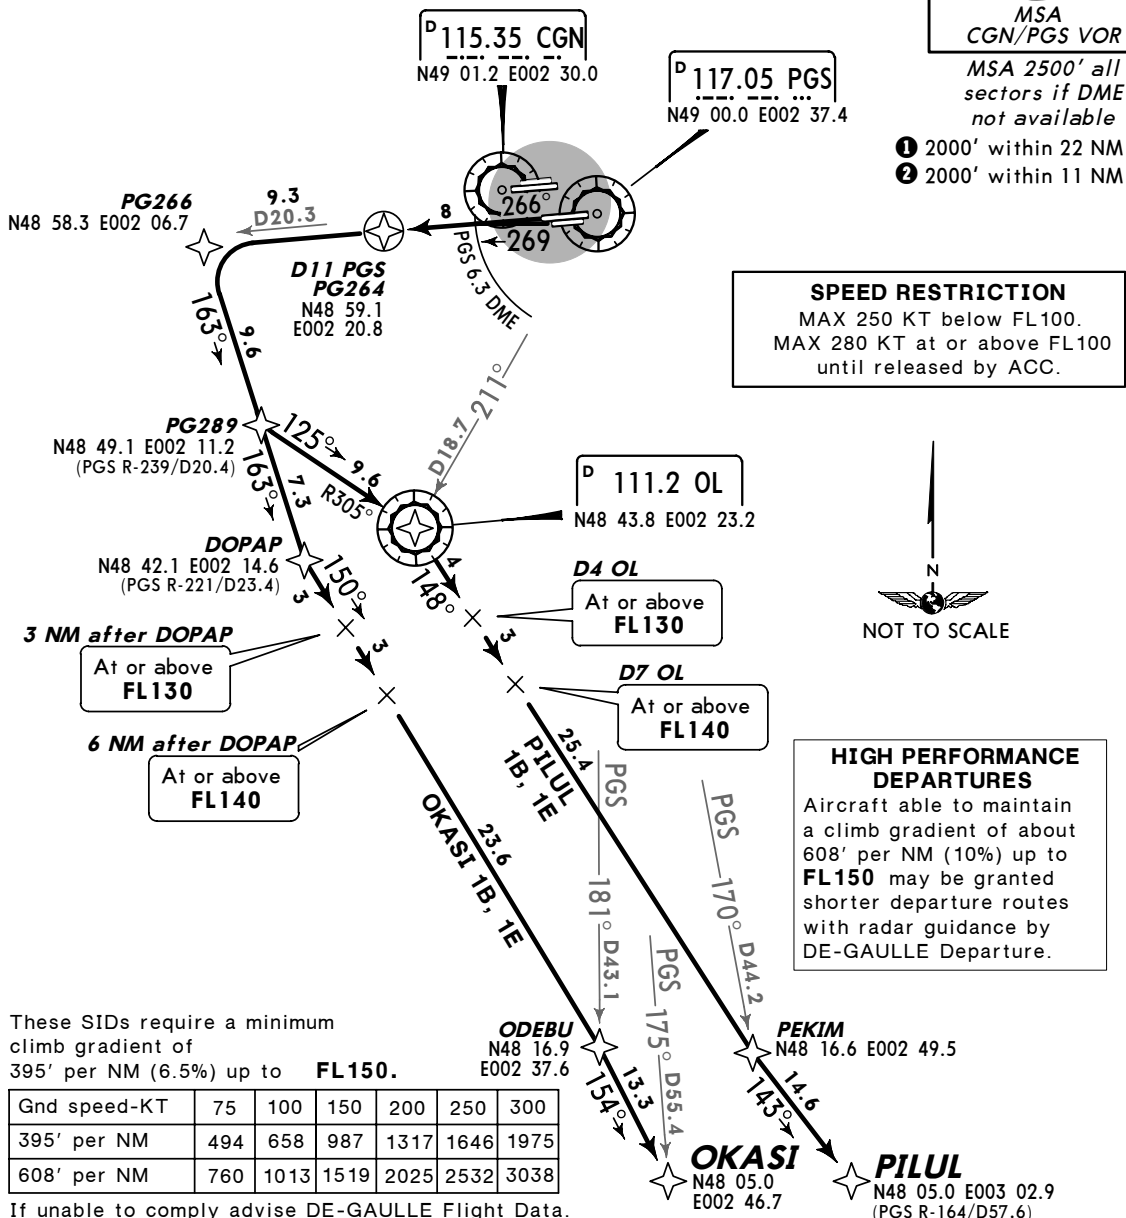 D 115.35 CGN
N49 01.2 E002 30.0
D 117.05 PGS
N49 00.0 E002 37.4
MSA
CGN/PGS VOR
MSA 2500' all
sectors if DME
not available
1 2000' within 22 NM
2 2000' within 11 NM
PG266
N48 58.3 E002 06.7
9.3
D20.3
8
266°
269
PGS 6.3 DME
D11 PGS
PG264
N48 59.1
E002 20.8
SPEED RESTRICTION
MAX 250 KT below FL100.
MAX 280 KT at or above FL100
until released by ACC.
163°
9.6
D18.7
211°
PG289
N48 49.1 E002 11.2
(PGS R-239/D20.4)
125°
9.6
R305°
163°
7.3
D 111.2 OL
N48 43.8 E002 23.2
DOPAP
N48 42.1 E002 14.6
(PGS R-221/D23.4)
150°
3
4
148°
D4 OL
At or above
FL130
N
NOT TO SCALE
3 NM after DOPAP
At or above
FL130
3
3
D7 OL
At or above
FL140
6 NM after DOPAP
At or above
FL140
25.4
PILUL
1B, 1E
23.6
OKASI 1B, 1E
PGS
181°
D43.1
PGS
170°
D44.2
PGS
175°
D55.4
HIGH PERFORMANCE
DEPARTURES
Aircraft able to maintain
a climb gradient of about
608' per NM (10%) up to
FL150 may be granted
shorter departure routes
with radar guidance by
DE-GAULLE Departure.
ODEBU
N48 16.9
E002 37.6
PEKIM
N48 16.6 E002 49.5
154°
13.3
143°
14.6
OKASI
N48 05.0
E002 46.7
PILUL
N48 05.0 E003 02.9
(PGS R-164/D57.6)
These SIDs require a minimum
climb gradient of
395' per NM (6.5%) up to FL150.
Gnd speed-KT 75 100 150 200 250 300
395' per NM 494 658 987 1317 1646 1975
608' per NM 760 1013 1519 2025 2532 3038
If unable to comply advise DE-GAULLE Flight Data.